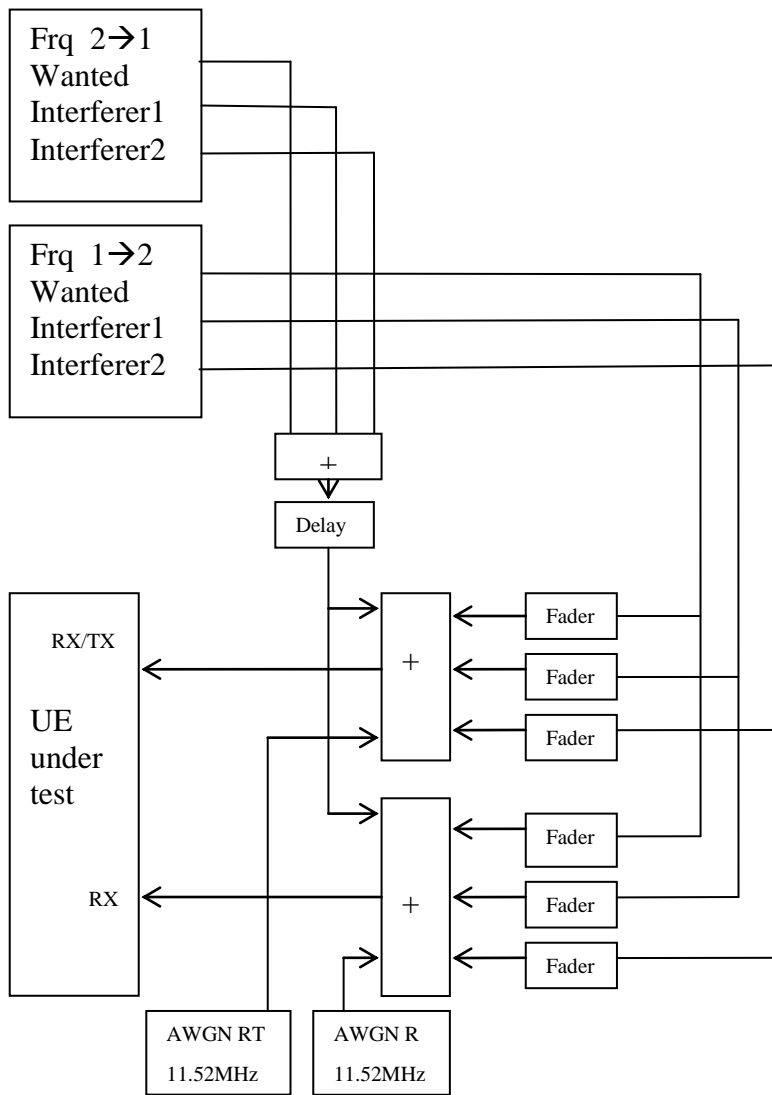 Frq 2→1
Wanted
Interferer1
Interferer2
Frq 1→2
Wanted
Interferer1
Interferer2
+
Delay
RX/TX
UE
under
test
RX
+
Fader
Fader
Fader
+
Fader
Fader
Fader
AWGN RT
11.52MHz
AWGN R
11.52MHz